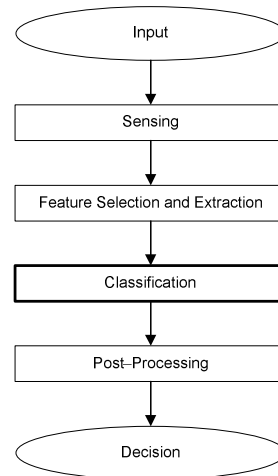 Input
Sensing
Feature Selection and Extraction
Classification
Post–Processing
Decision